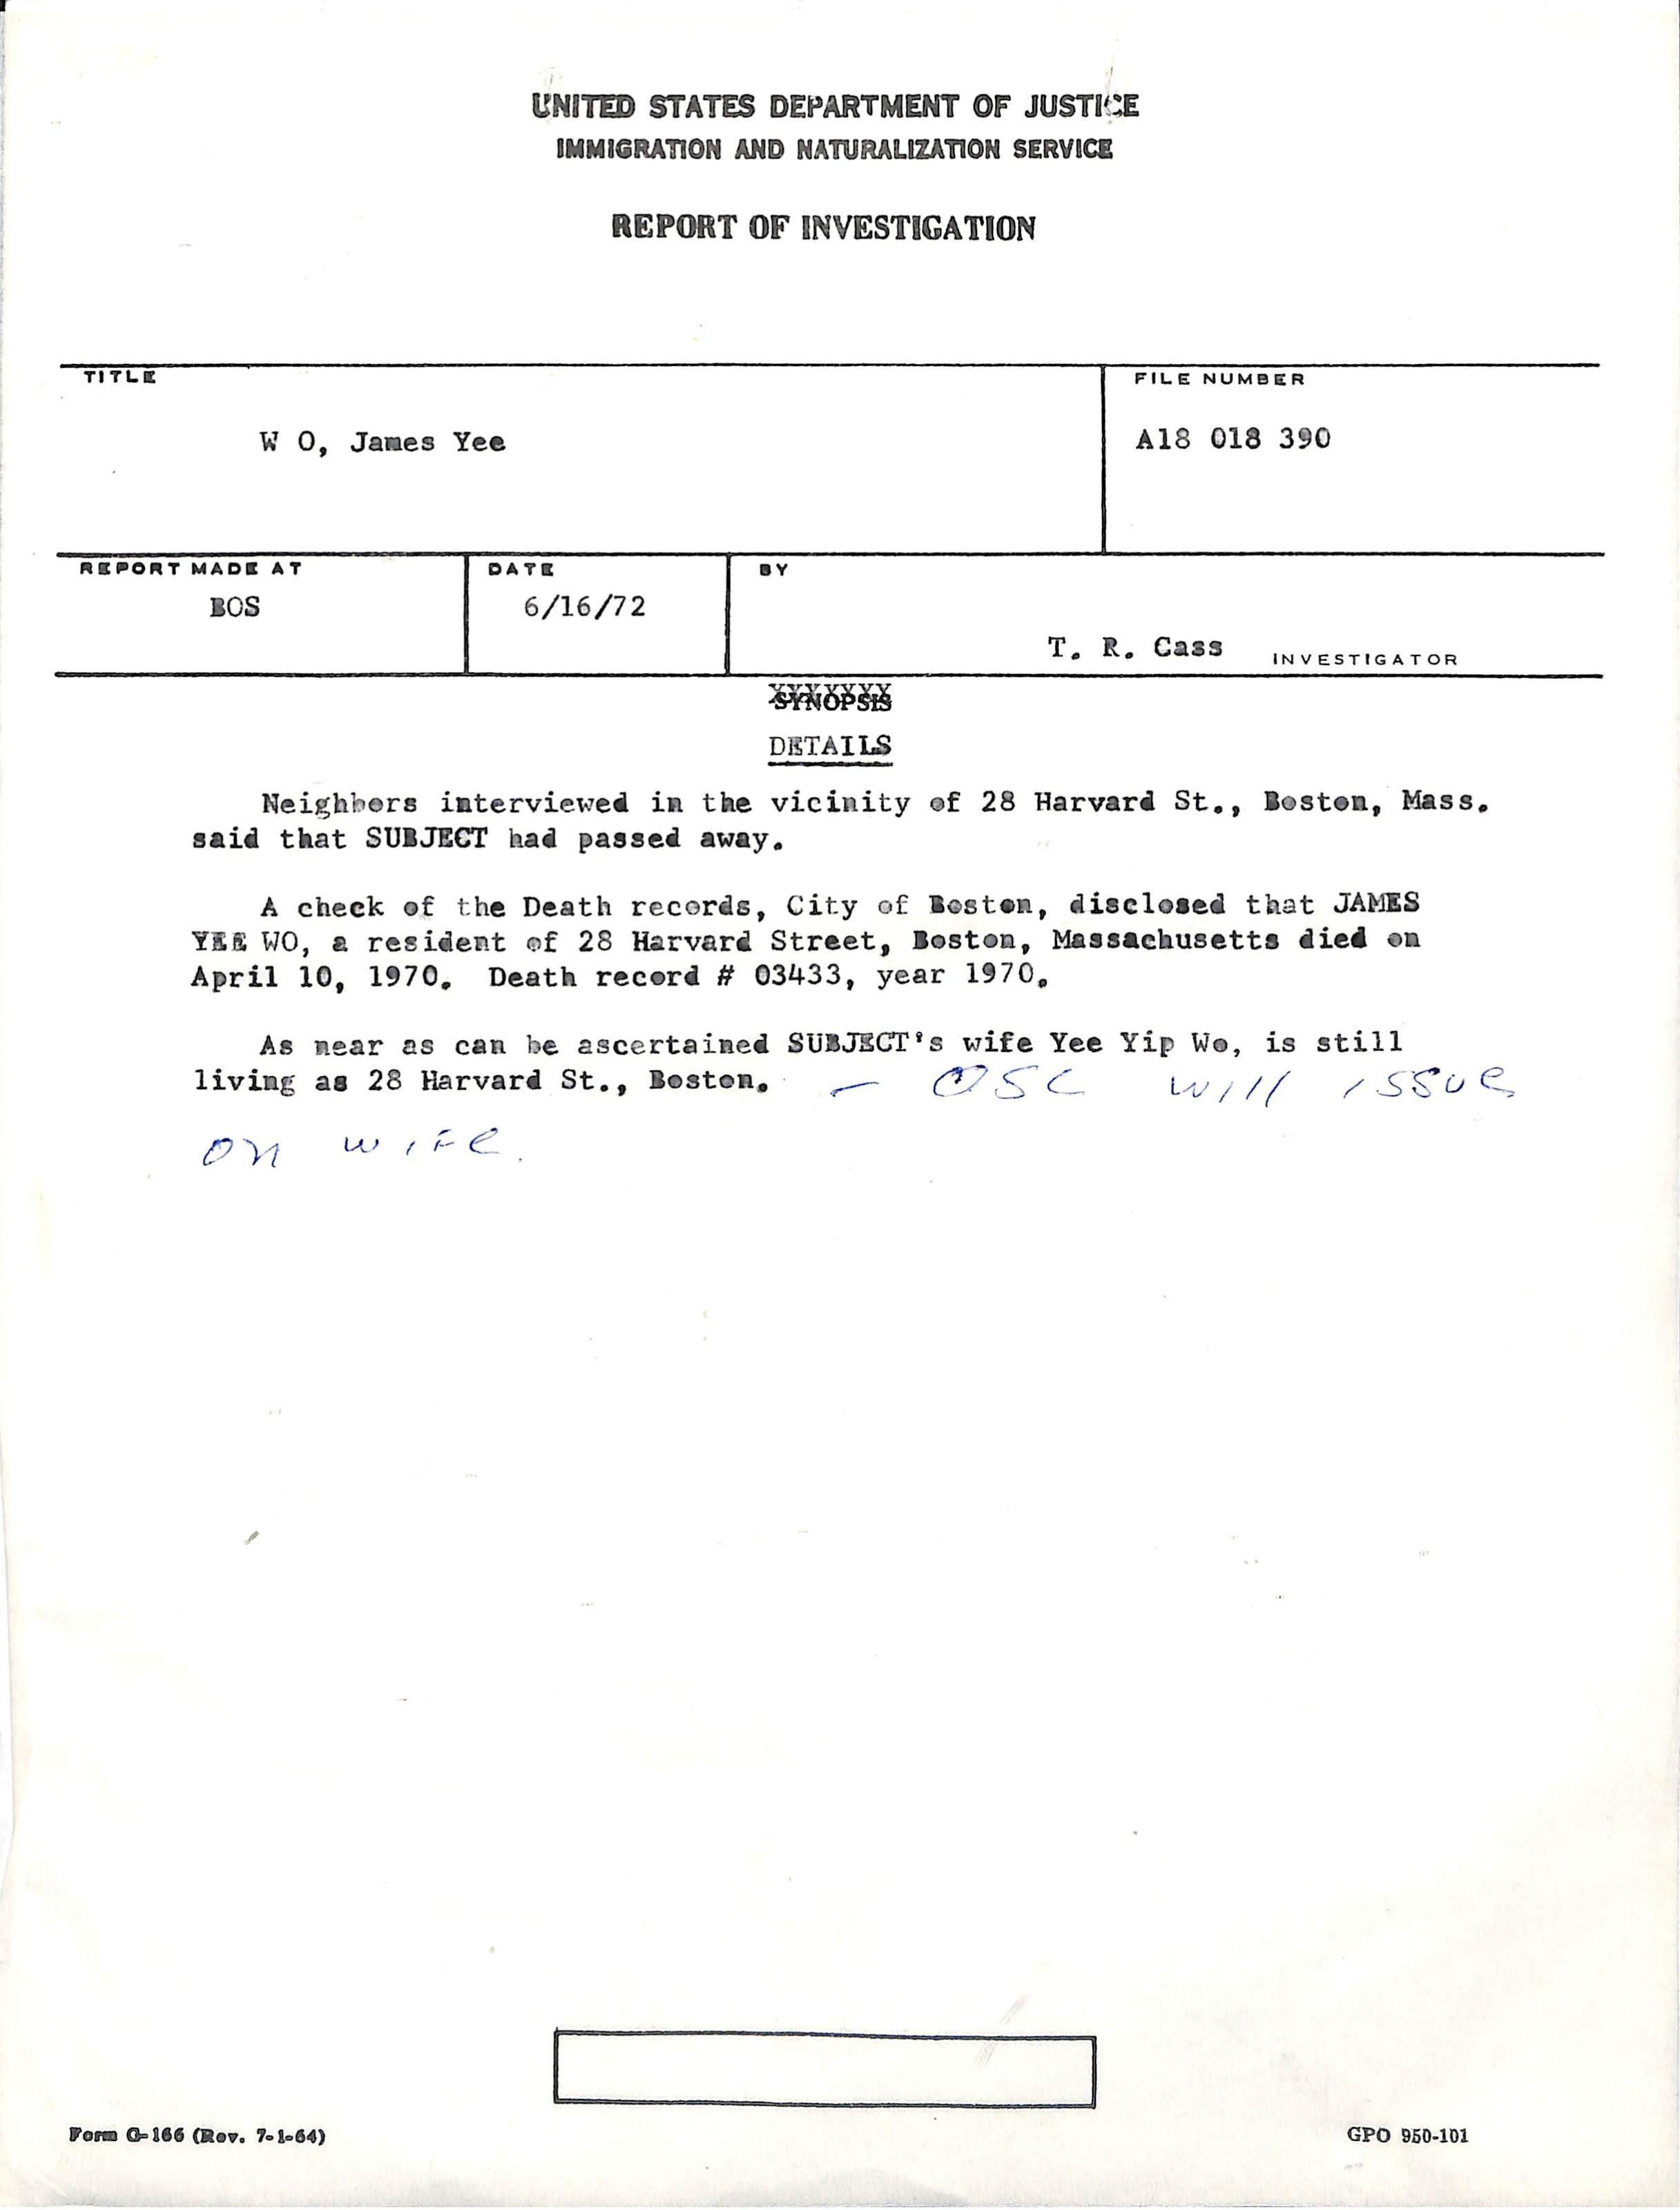 UNITED STATES DEPARTMENT OF JUSTICE
IMMIGRATION AND NATURALIZATION SERVICE
REPORT OF INVESTIGATION
TITLE
W O, James Yee
FILE NUMBER
A18 018 390
REPORT MADE AT
BOS
DATE
6/16/72
BY
T. R. Cass INVESTIGATOR
SYNOPSIS
DETAILS
Neighbors interviewed in the vicinity of 28 Harvard St., Boston, Mass.
said that SUBJECT had passed away.
A check of the Death records, City of Boston, disclosed that JAMES
YEE WO, a resident of 28 Harvard Street, Boston, Massachusetts died on
April 10, 1970. Death record # 03433, year 1970.
As near as can be ascertained SUBJECT's wife Yee Yip Wo, is still
living as 28 Harvard St., Boston. — OSC will issue
on wife.
Form G-166 (Rev. 7-1-64)
GPO 950-101